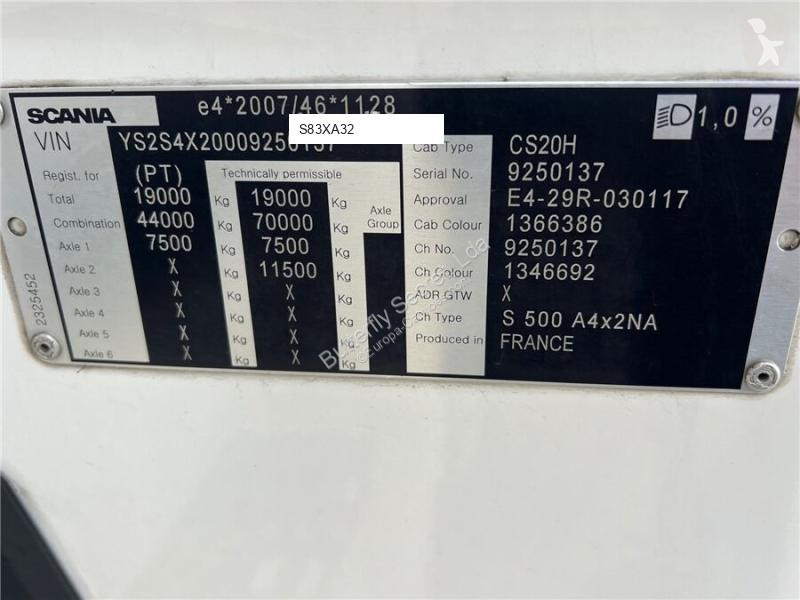 SCANIA e4*2007/46*1128 1,0 %
S83XA32
VIN YS2S4X20009250137 Cab Type CS20H
Regist. for (PT) Technically permissible Serial No. 9250137
Total 19000 Kg 19000 Kg Axle Group Approval E4-29R-030117
Combination 44000 Kg 70000 Kg Cab Colour 1366386
Axle 1 7500 Kg 7500 Kg Ch No. 9250137
Axle 2 X Kg 11500 Kg Ch Colour 1346692
Axle 3 X Kg X Kg ADR GTW X
Axle 4 X Kg X Kg Ch Type S 500 A4x2NA
Axle 5 X Kg X Kg Produced in FRANCE
Axle 6 X Kg X Kg
2325452